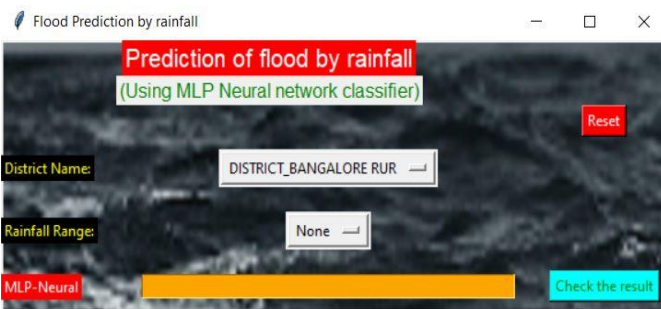 Flood Prediction by rainfall
Prediction of flood by rainfall
(Using MLP Neural network classifier)
Reset
District Name:
DISTRICT_BANGALORE RUR
Rainfall Range:
None
MLP-Neural
Check the result